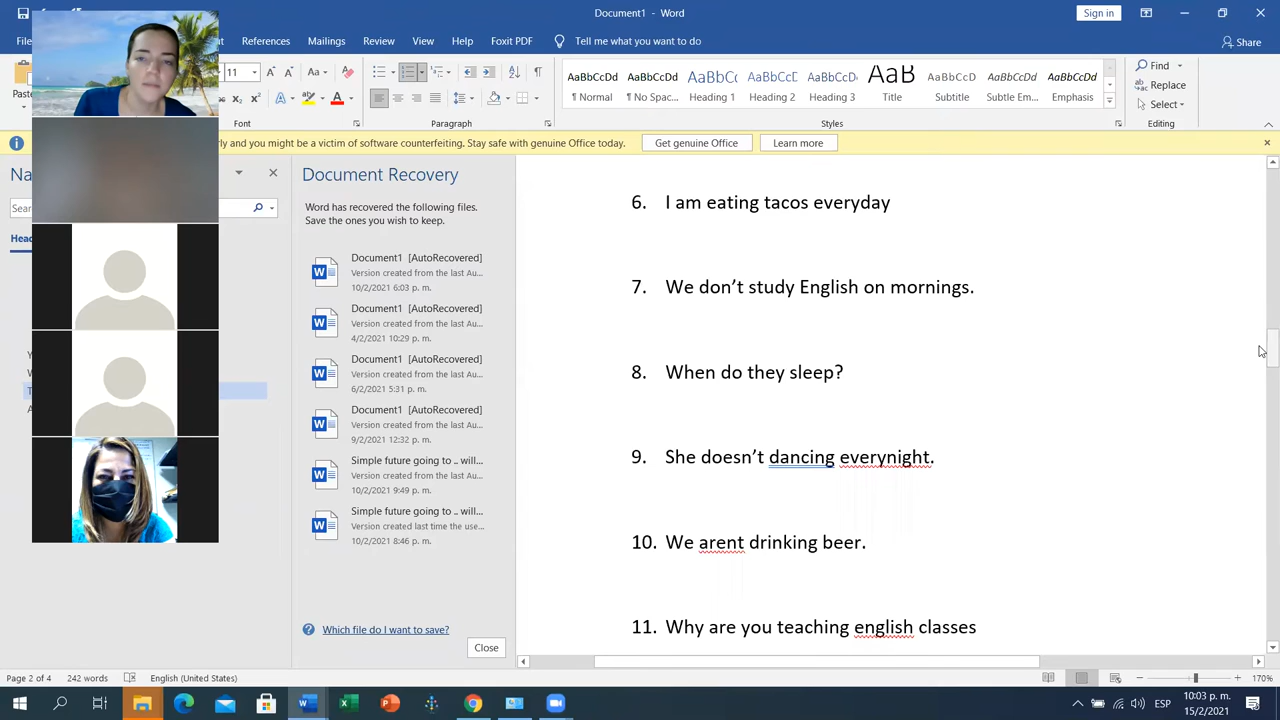 Document1 - Word
Sign in
References Mailings Review View Help Foxit PDF Tell me what you want to do Share
11 Aa
AaBbCcDd AaBbCcDd AaBbC AaBbCcD AaBbCcD AaB AaBbCcD AaBbCcDd AaBbCcDd
¶ Normal ¶ No Spac... Heading 1 Heading 2 Heading 3 Title Subtitle Subtle Em... Emphasis
Find
Replace
Select
Font Paragraph Styles Editing
and you might be a victim of software counterfeiting. Stay safe with genuine Office today. Get genuine Office Learn more
Document Recovery
Word has recovered the following files.
Save the ones you wish to keep.
Document1 [AutoRecovered]
Version created from the last Au...
10/2/2021 6:03 p. m.
Document1 [AutoRecovered]
Version created from the last Au...
4/2/2021 10:29 p. m.
Document1 [AutoRecovered]
Version created from the last Au...
6/2/2021 5:31 p. m.
Document1 [AutoRecovered]
Version created from the last Au...
9/2/2021 12:32 p. m.
Simple future going to .. will...
Version created from the last Au...
10/2/2021 9:49 p. m.
Simple future going to .. will...
Version created last time the use...
10/2/2021 8:46 p. m.
Which file do I want to save?
Close
6. I am eating tacos everyday
7. We don't study English on mornings.
8. When do they sleep?
9. She doesn't dancing everynight.
10. We arent drinking beer.
11. Why are you teaching english classes
Page 2 of 4 242 words English (United States) 170%
ESP
10:03 p. m.
15/2/2021